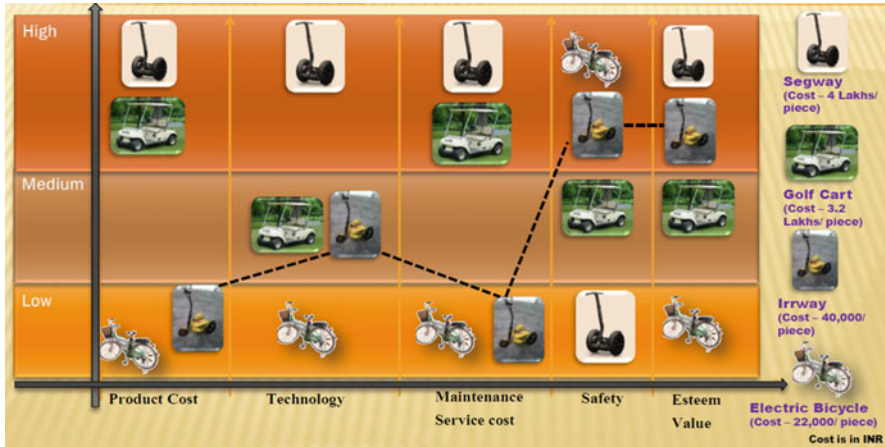 High
Medium
Low
Product Cost
Technology
Maintenance
Service cost
Safety
Esteem
Value
Segway
(Cost – 4 Lakhs/
piece)
Golf Cart
(Cost – 3.2
Lakhs/ piece)
Irrway
(Cost – 40,000/
piece)
Electric Bicycle
(Cost – 22,000/ piece)
Cost is in INR